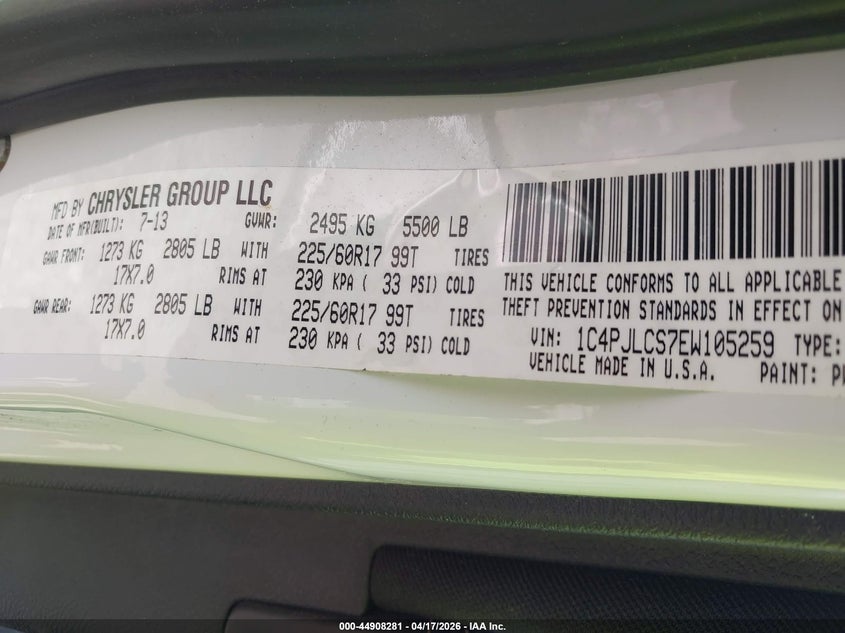 MFD BY CHRYSLER GROUP LLC
DATE OF MFR(BUILT): 7-13 GVWR: 2495 KG 5500 LB
GAWR FRONT: 1273 KG 2805 LB WITH 225/60R17 99T TIRES
17X7.0 RIMS AT 230 KPA ( 33 PSI) COLD
GAWR REAR: 1273 KG 2805 LB WITH 225/60R17 99T TIRES
17X7.0 RIMS AT 230 KPA ( 33 PSI) COLD
THIS VEHICLE CONFORMS TO ALL APPLICABLE
THEFT PREVENTION STANDARDS IN EFFECT ON
VIN: 1C4PJLCS7EW105259 TYPE:
VEHICLE MADE IN U.S.A. PAINT:
000-44908281 - 04/17/2026 - IAA Inc.